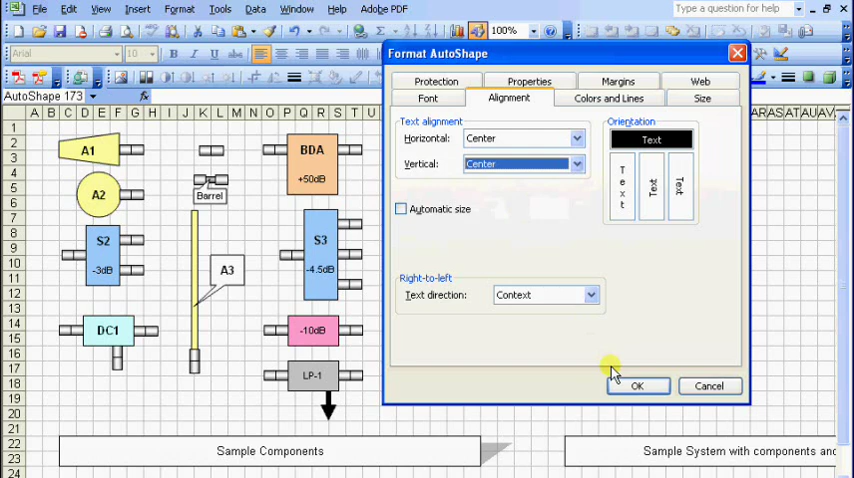 File Edit View Insert Format Tools Data Window Help Adobe PDF
Type a question for help
100%
Arial 10 B I U
AutoShape 173 fx
Format AutoShape
Protection Properties Margins Web
Font Alignment Colors and Lines Size
Text alignment
Horizontal: Center
Vertical: Center
Automatic size
Orientation
Text
Text Text Text
Right-to-left
Text direction: Context
OK Cancel
A B C D E F G H I J K L M N O P Q R S T U
AR AS AT AU AV
1
2
3
4
5
6
7
8
9
10
11
12
13
14
15
16
17
18
19
20
21
22
23
24
A1
BDA
+50dB
A2
Barrel
S2
-3dB
A3
S3
-4.5dB
DC1
-10dB
LP-1
Sample Components
Sample System with components and